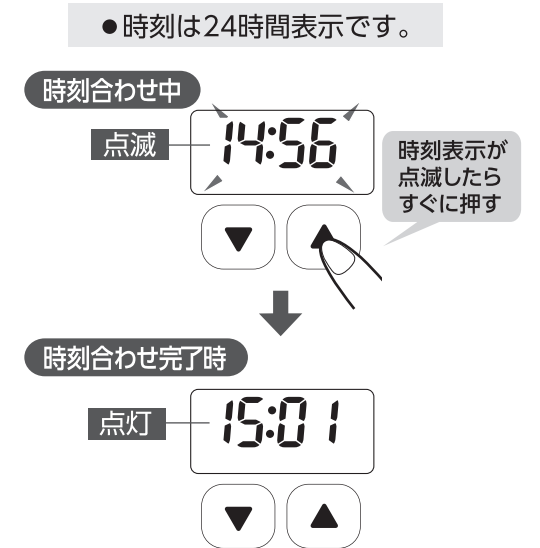 ●時刻は24時間表示です。
時刻合わせ中
点滅
14:56
時刻表示が
点滅したら
すぐに押す
▼
▲
時刻合わせ完了時
点灯
15:01
▼
▲